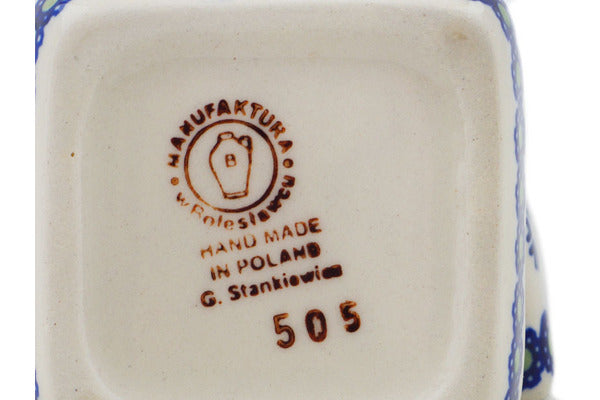 MANUFAKTURA
B
w Bolesławcu
HAND MADE
IN POLAND
G. Stankiewicz
505